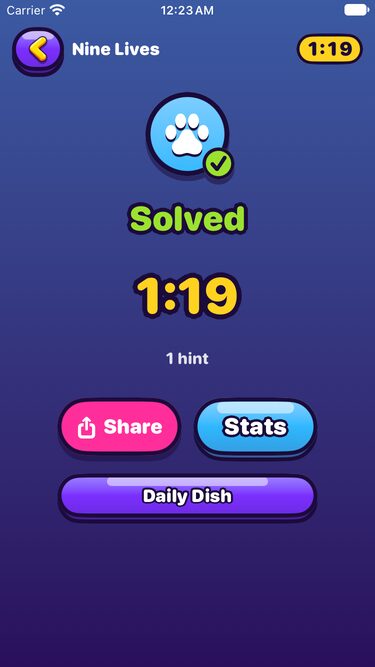 Carrier 12:23 AM
Nine Lives 1:19
Solved
1:19
1 hint
Share Stats
Daily Dish